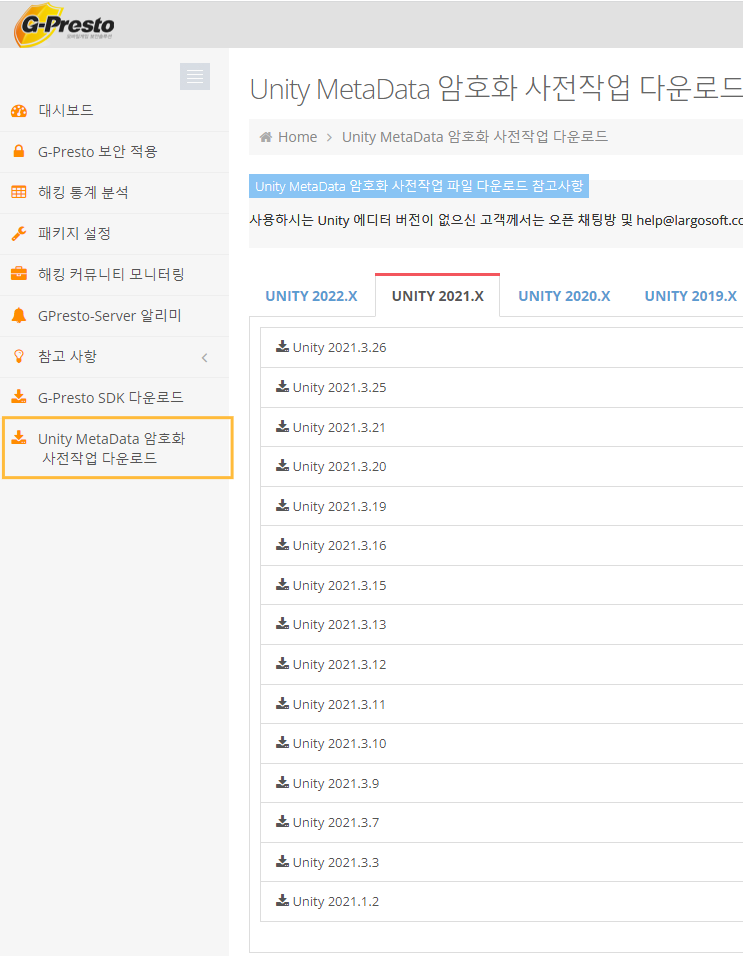 G-Presto
Unity MetaData 암호화 사전작업 다운로드
Home > Unity MetaData 암호화 사전작업 다운로드
Unity MetaData 암호화 사전작업 파일 다운로드 참고사항
사용하시는 Unity 에디터 버전이 없으신 고객께서는 오픈 채팅방 및 help@largosoft.co
대시보드
G-Presto 보안 적용
해킹 통계 분석
패키지 설정
해킹 커뮤니티 모니터링
GPresto-Server 알리미
참고 사항
G-Presto SDK 다운로드
Unity MetaData 암호화
사전작업 다운로드
UNITY 2022.X UNITY 2021.X UNITY 2020.X UNITY 2019.X
Unity 2021.3.26
Unity 2021.3.25
Unity 2021.3.21
Unity 2021.3.20
Unity 2021.3.19
Unity 2021.3.16
Unity 2021.3.15
Unity 2021.3.13
Unity 2021.3.12
Unity 2021.3.11
Unity 2021.3.10
Unity 2021.3.9
Unity 2021.3.7
Unity 2021.3.3
Unity 2021.1.2